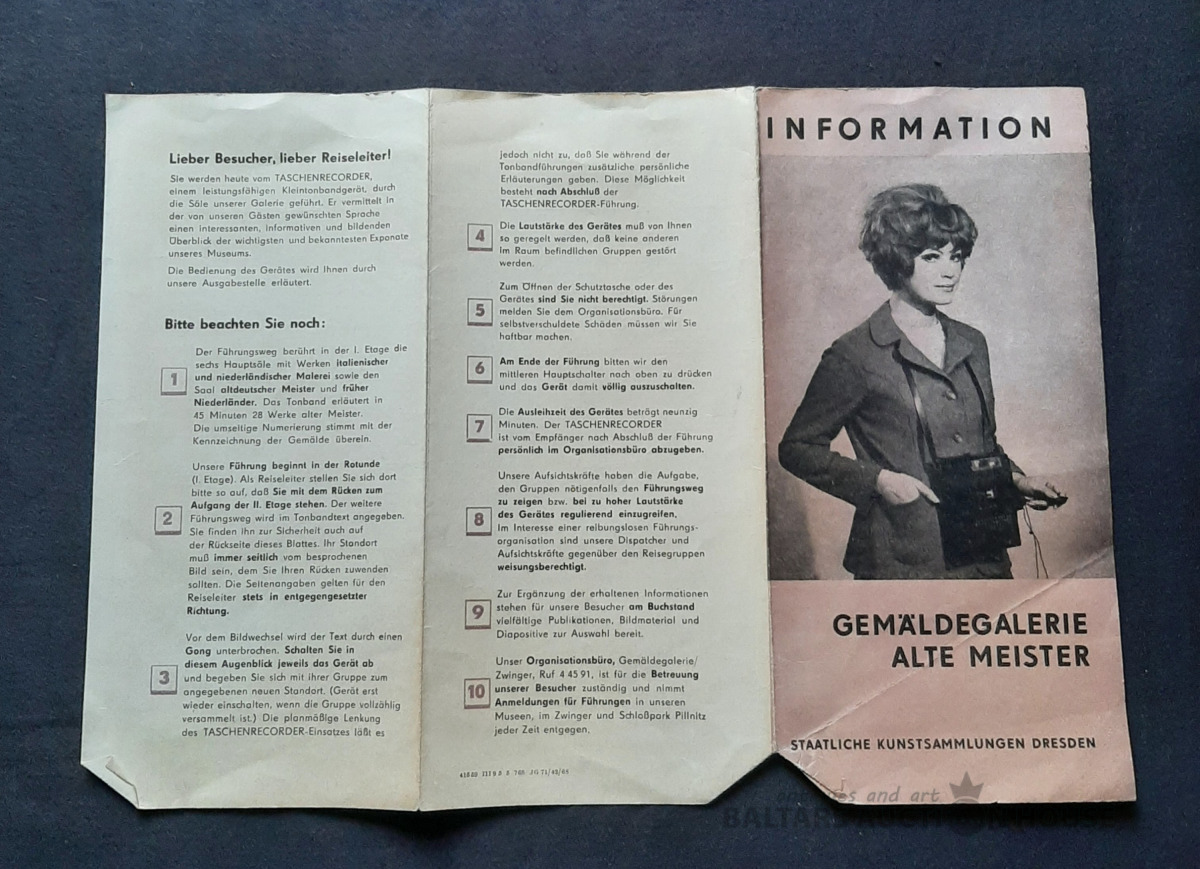 Lieber Besucher, lieber Reiseleiter!
Sie werden heute vom TASCHENRECORDER,
einem leistungsfähigen Kleintonbandgerät, durch
die Säle unserer Galerie geführt. Er vermittelt in
der von unseren Gästen gewünschten Sprache
einen interessanten, informativen und bildenden
Überblick der wichtigsten und bekanntesten Exponate
unseres Museums.
Die Bedienung des Gerätes wird Ihnen durch
unsere Ausgabestelle erläutert.
Bitte beachten Sie noch:
1
Der Führungsweg berührt in der I. Etage die
sechs Hauptsäle mit Werken italienischer
und niederländischer Malerei sowie den
Saal altdeutscher Meister und früher
Niederländer. Das Tonband erläutert in
45 Minuten 28 Werke alter Meister.
Die umseitige Numerierung stimmt mit der
Kennzeichnung der Gemälde überein.
2
Unsere Führung beginnt in der Rotunde
(I. Etage). Als Reiseleiter stellen Sie sich dort
bitte so auf, daß Sie mit dem Rücken zum
Aufgang der II. Etage stehen. Der weitere
Führungsweg wird im Tonbandtext angegeben.
Sie finden ihn zur Sicherheit auch auf
der Rückseite dieses Blattes. Ihr Standort
muß immer seitlich vom besprochenen
Bild sein, dem Sie Ihren Rücken zuwenden
sollten. Die Seitenangaben gelten für den
Reiseleiter stets in entgegengesetzter
Richtung.
3
Vor dem Bildwechsel wird der Text durch einen
Gong unterbrochen. Schalten Sie in
diesem Augenblick jeweils das Gerät ab
und begeben Sie sich mit ihrer Gruppe zum
angegebenen neuen Standort. (Gerät erst
wieder einschalten, wenn die Gruppe vollzählig
versammelt ist.) Die planmäßige Lenkung
des TASCHENRECORDER-Einsatzes läßt es
jedoch nicht zu, daß Sie während der
Tonbandführungen zusätzliche persönliche
Erläuterungen geben. Diese Möglichkeit
besteht nach Abschluß der
TASCHENRECORDER-Führung.
4
Die Lautstärke des Gerätes muß von Ihnen
so geregelt werden, daß keine anderen
im Raum befindlichen Gruppen gestört
werden.
5
Zum Öffnen der Schutztasche oder des
Gerätes sind Sie nicht berechtigt. Störungen
melden Sie dem Organisationsbüro. Für
selbstverschuldete Schäden müssen wir Sie
haftbar machen.
6
Am Ende der Führung bitten wir den
mittleren Hauptschalter nach oben zu drücken
und das Gerät damit völlig auszuschalten.
7
Die Ausleihzeit des Gerätes beträgt neunzig
Minuten. Der TASCHENRECORDER
ist vom Empfänger nach Abschluß der Führung
persönlich im Organisationsbüro abzugeben.
8
Unsere Aufsichtskräfte haben die Aufgabe,
den Gruppen nötigenfalls den Führungsweg
zu zeigen bzw. bei zu hoher Lautstärke
des Gerätes regulierend einzugreifen.
Im Interesse einer reibungslosen Führungs-
organisation sind unsere Dispatcher und
Aufsichtskräfte gegenüber den Reisegruppen
weisungsberechtigt.
9
Zur Ergänzung der erhaltenen Informationen
stehen für unsere Besucher am Buchstand
vielfältige Publikationen, Bildmaterial und
Diapositive zur Auswahl bereit.
10
Unser Organisationsbüro, Gemäldegalerie/
Zwinger, Ruf 4 45 91, ist für die Betreuung
unserer Besucher zuständig und nimmt
Anmeldungen für Führungen in unseren
Museen, im Zwinger und Schloßpark Pillnitz
jeder Zeit entgegen.
INFORMATION
GEMÄLDEGALERIE
ALTE MEISTER
STAATLICHE KUNSTSAMMLUNGEN DRESDEN
and art